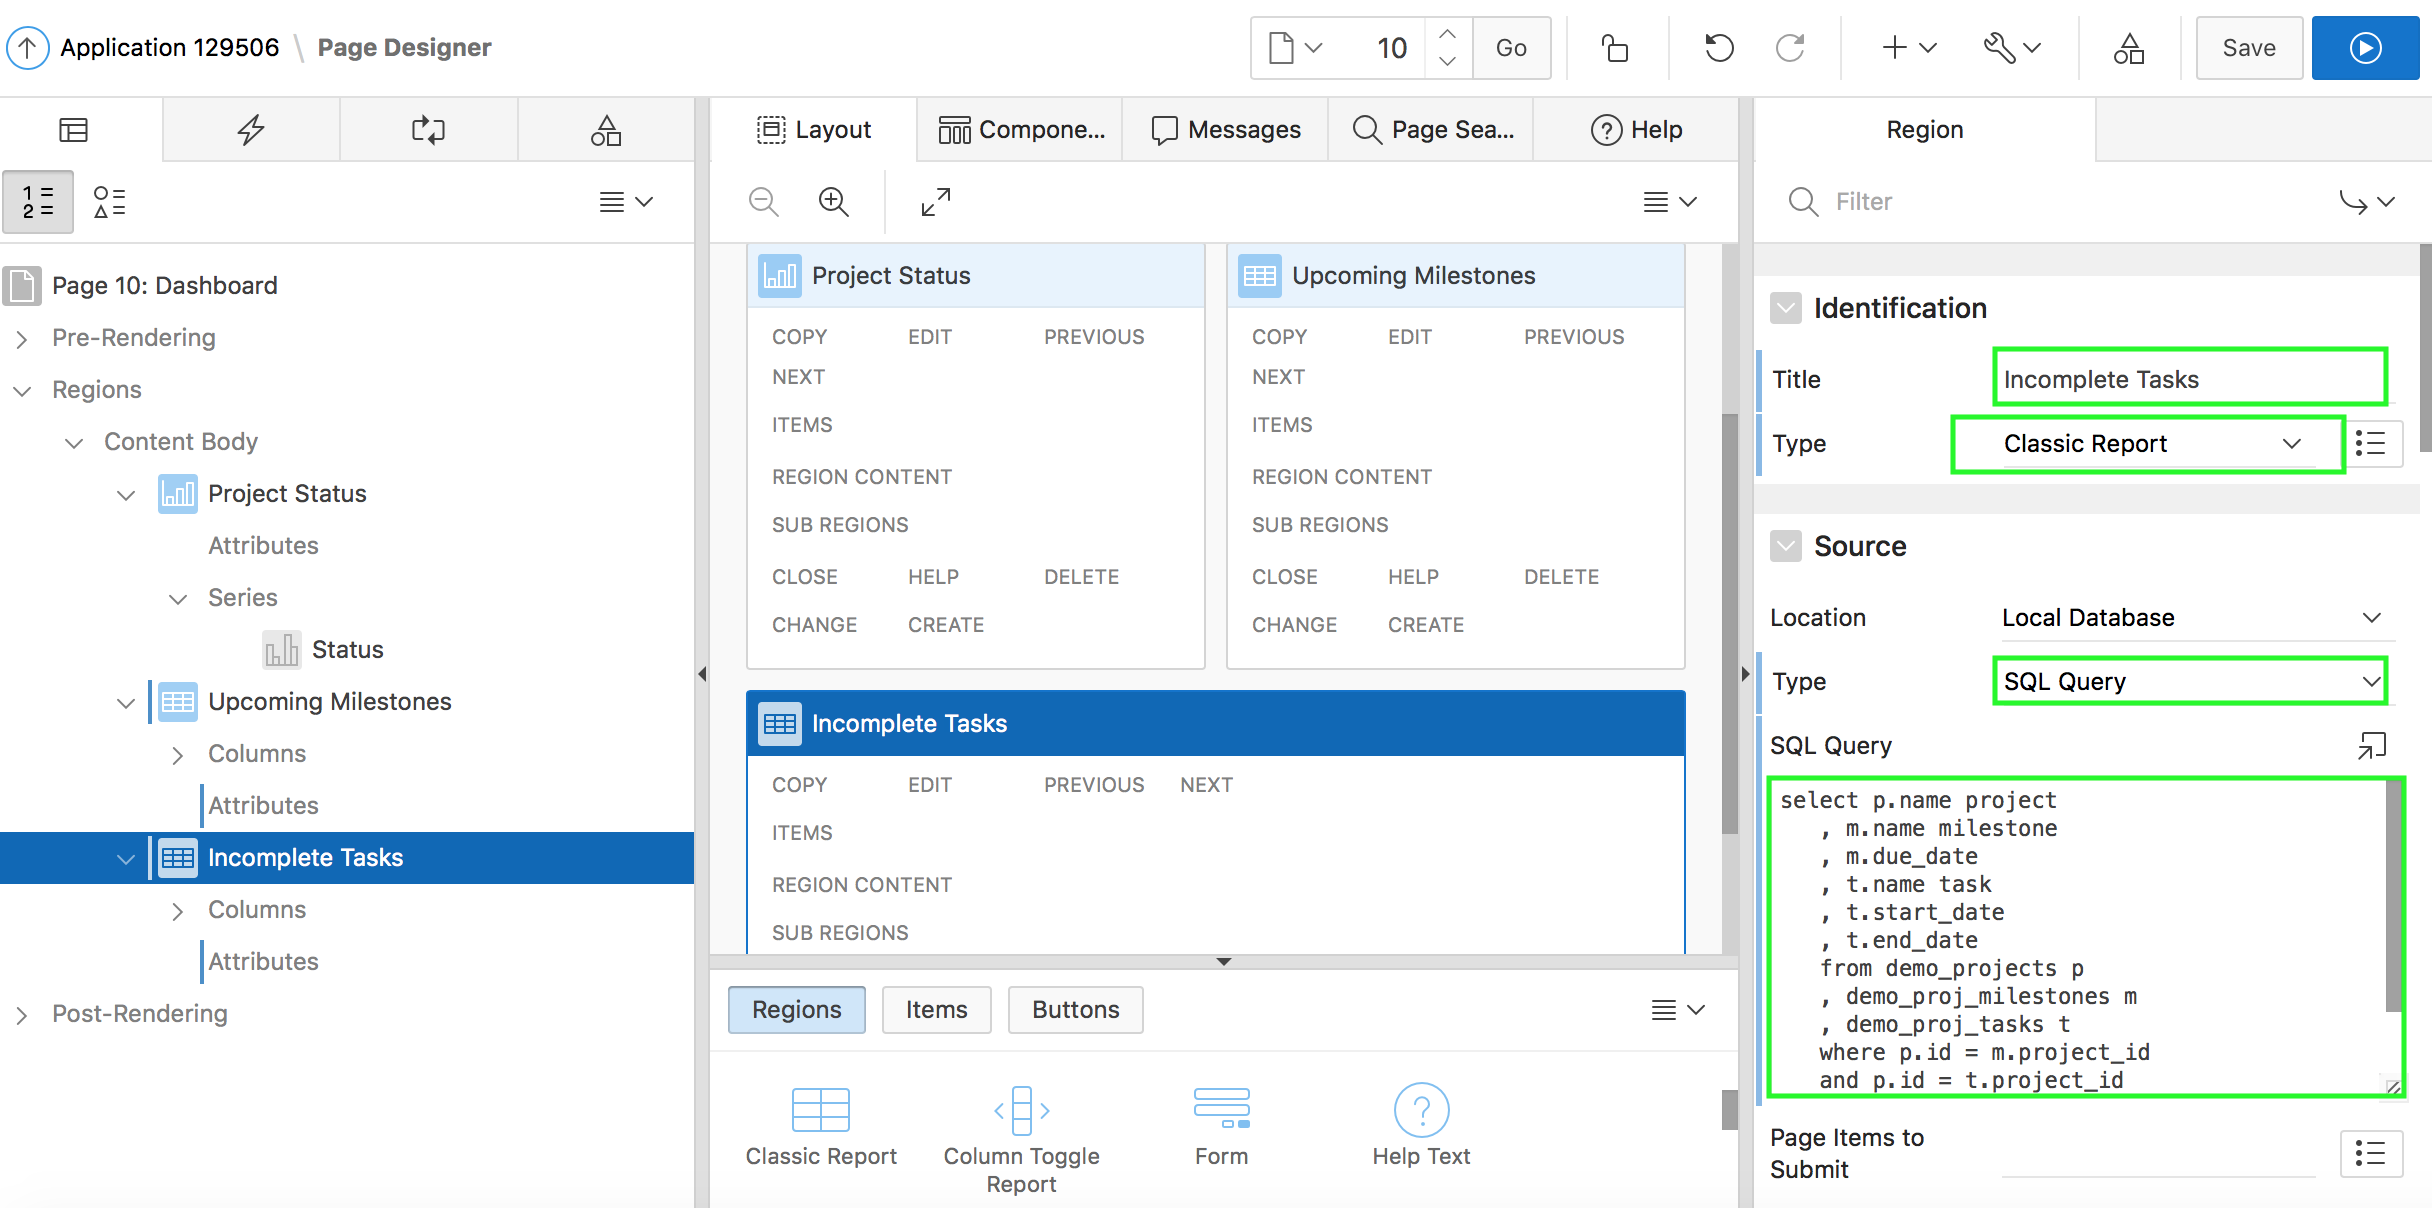 Application 129506 \ Page Designer
10
Go
Save
Layout
Compone...
Messages
Page Sea...
Help
Region
1
2
Filter
Page 10: Dashboard
Pre-Rendering
Regions
Content Body
Project Status
Attributes
Series
Status
Upcoming Milestones
Columns
Attributes
Incomplete Tasks
Columns
Attributes
Post-Rendering
Project Status
COPY EDIT PREVIOUS
NEXT
ITEMS
REGION CONTENT
SUB REGIONS
CLOSE HELP DELETE
CHANGE CREATE
Upcoming Milestones
COPY EDIT PREVIOUS
NEXT
ITEMS
REGION CONTENT
SUB REGIONS
CLOSE HELP DELETE
CHANGE CREATE
Incomplete Tasks
COPY EDIT PREVIOUS NEXT
ITEMS
REGION CONTENT
SUB REGIONS
Regions
Items
Buttons
Classic Report
Column Toggle
Report
Form
Help Text
Identification
Title Incomplete Tasks
Type Classic Report
Source
Location Local Database
Type SQL Query
SQL Query
select p.name project
, m.name milestone
, m.due_date
, t.name task
, t.start_date
, t.end_date
from demo_projects p
, demo_proj_milestones m
, demo_proj_tasks t
where p.id = m.project_id
and p.id = t.project_id
Page Items to
Submit